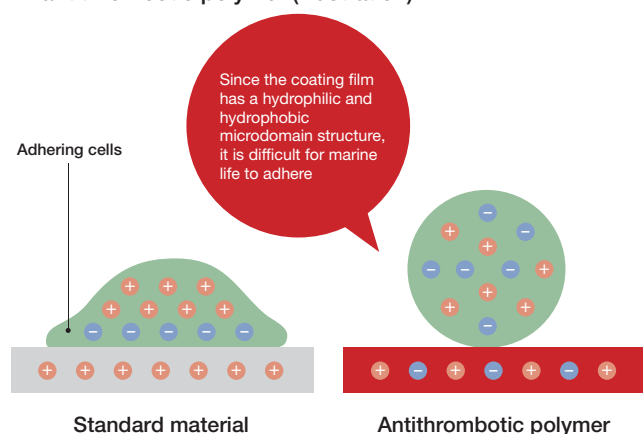 Since the coating film
has a hydrophilic and
hydrophobic
microdomain structure,
it is difficult for marine
life to adhere
Adhering cells
+ + +
+ + + +
− − − − −
+ + + + + + +
−
+ −
+
− − − +
+
+ +
−
+ − + − + − +
Standard material
Antithrombotic polymer